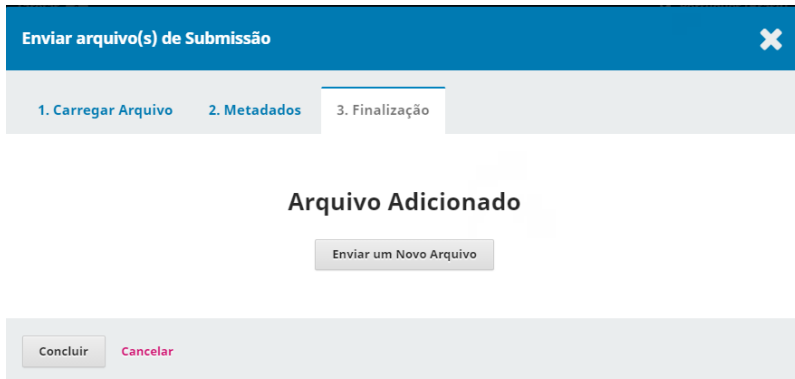 Enviar arquivo(s) de Submissão
1. Carregar Arquivo 2. Metadados 3. Finalização
Arquivo Adicionado
Enviar um Novo Arquivo
Concluir Cancelar